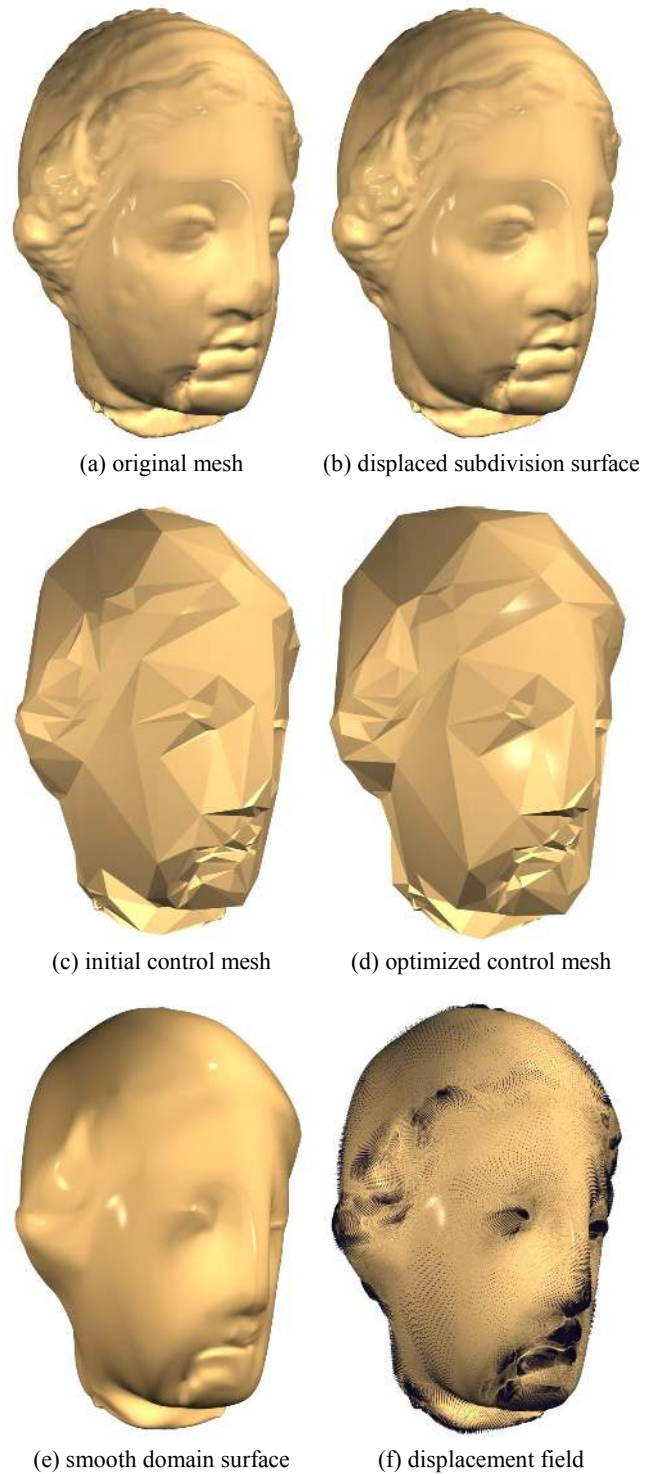 (a) original mesh
(b) displaced subdivision surface
(c) initial control mesh
(d) optimized control mesh
(e) smooth domain surface
(f) displacement field